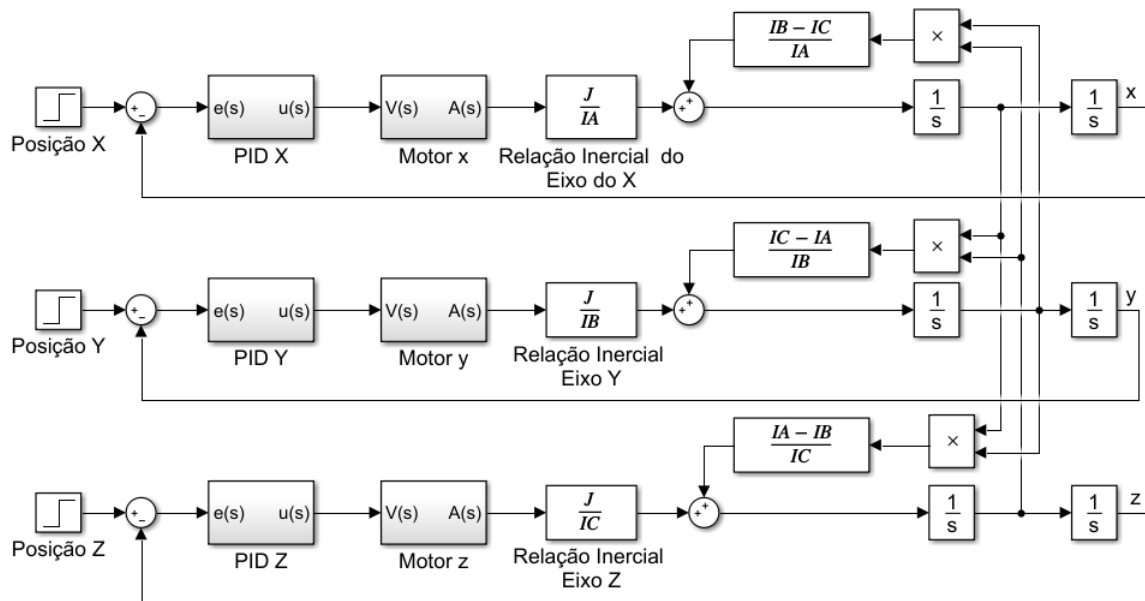 IB − IC
IA
×
+
−
e(s) u(s)
V(s) A(s)
J
IA
+
+
1
s
1
s
x
Posição X
PID X
Motor x
Relação Inercial do
Eixo do X
IC − IA
IB
×
+
−
e(s) u(s)
V(s) A(s)
J
IB
+
+
1
s
1
s
y
Posição Y
PID Y
Motor y
Relação Inercial
Eixo Y
IA − IB
IC
×
+
−
e(s) u(s)
V(s) A(s)
J
IC
+
+
1
s
1
s
z
Posição Z
PID Z
Motor z
Relação Inercial
Eixo Z